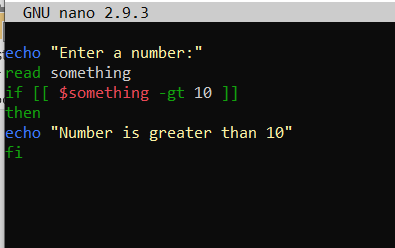 GNU nano 2.9.3
echo "Enter a number:"
read something
if [[ $something -gt 10 ]]
then
echo "Number is greater than 10"
fi